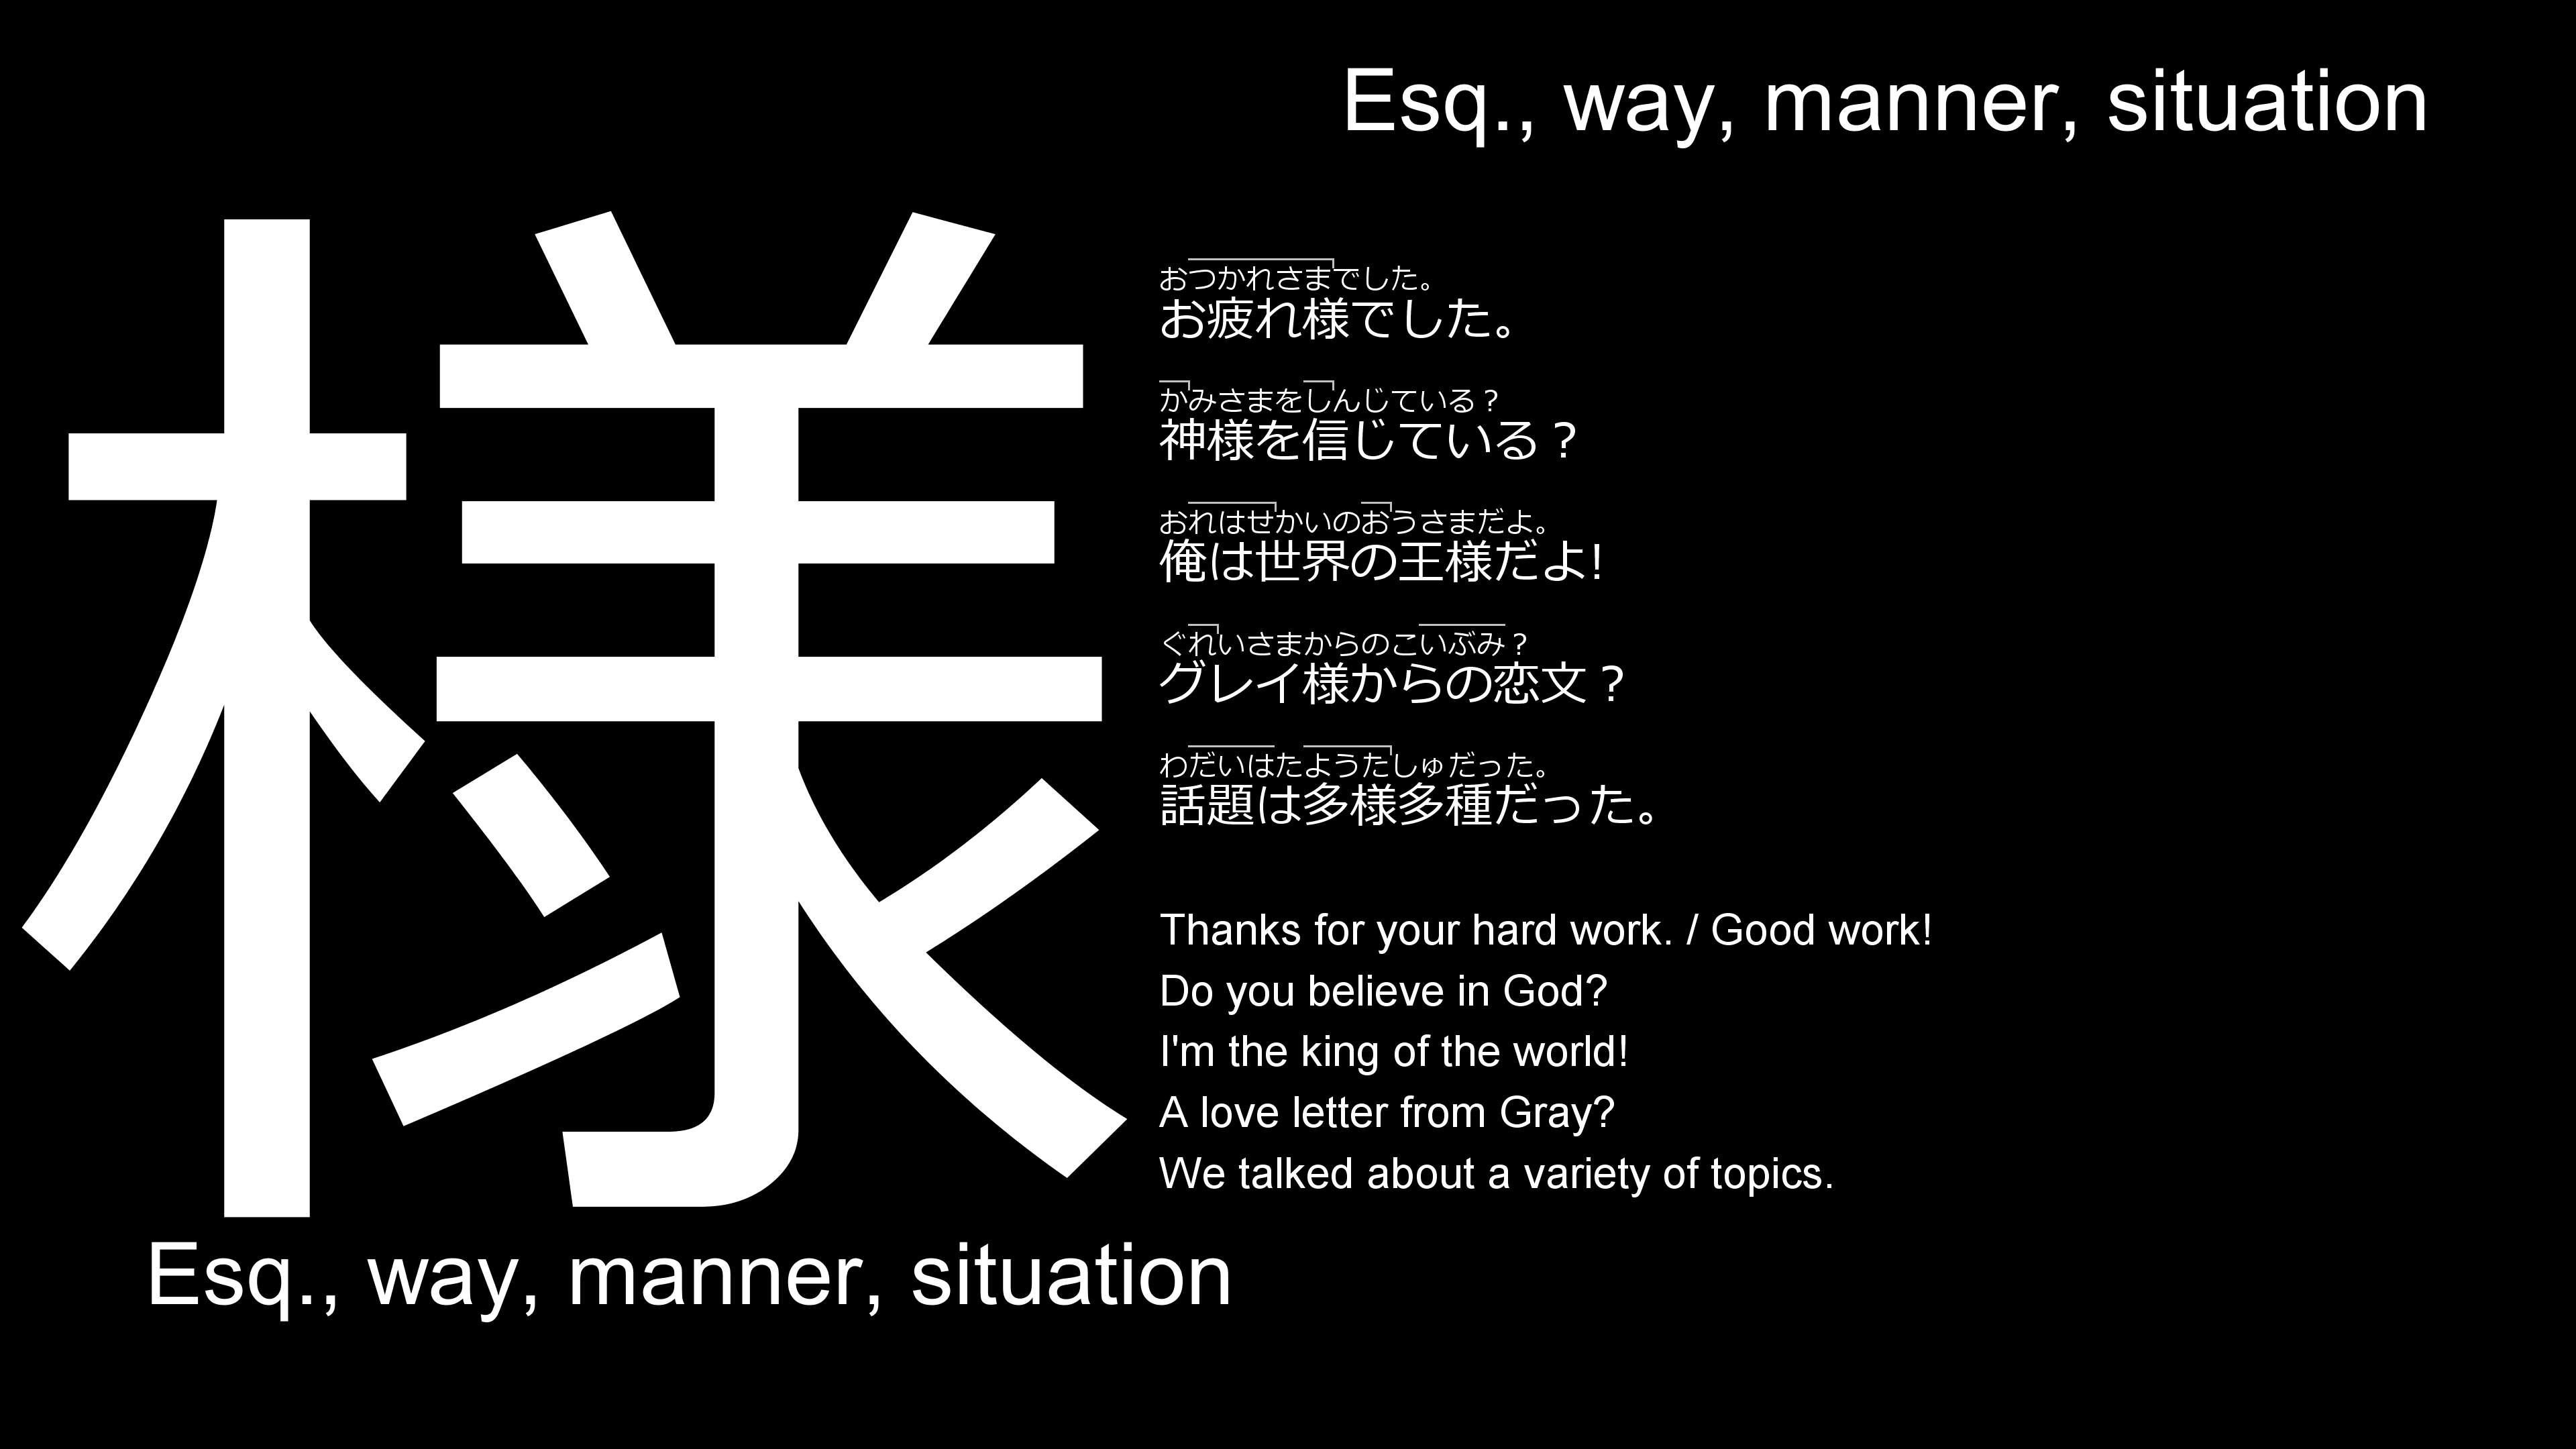 Esq., way, manner, situation
様
おつかれさまでした。
お疲れ様でした。
かみさまをしんじている？
神様を信じている？
おれはせかいのおうさまだよ。
俺は世界の王様だよ!
ぐれいさまからのこいぶみ？
グレイ様からの恋文？
わだいはたようたしゅだった。
話題は多様多種だった。
Thanks for your hard work. / Good work!
Do you believe in God?
I'm the king of the world!
A love letter from Gray?
We talked about a variety of topics.
Esq., way, manner, situation